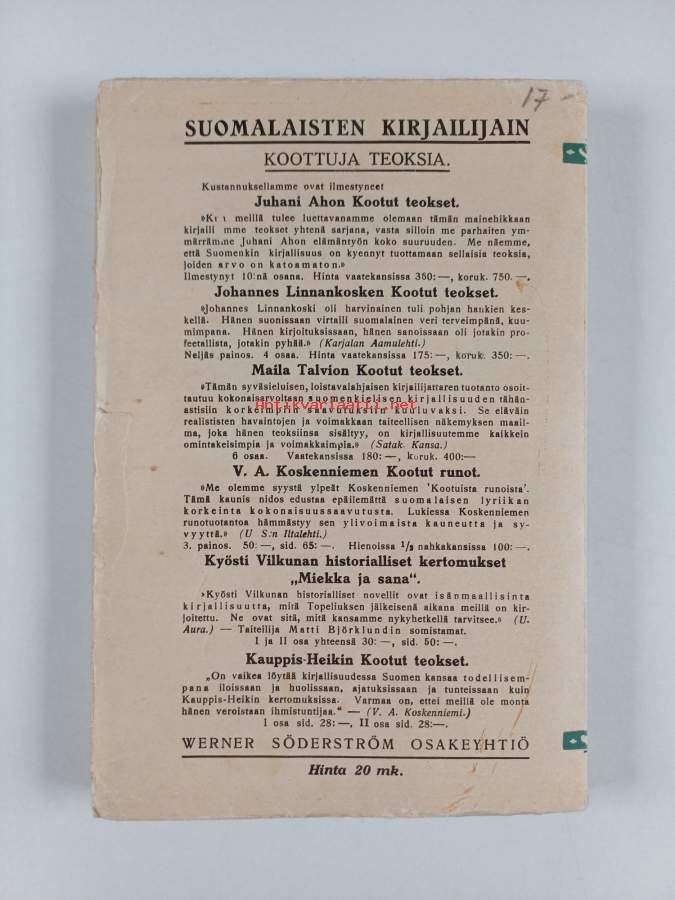 17 -
SUOMALAISTEN KIRJAILIJAIN
KOOTTUJA TEOKSIA.
Kustannuksellamme ovat ilmestyneet
Juhani Ahon Kootut teokset.
meillä tulee luettavanamme olemaan tämän mainehikkaan
kirjaili mme teokset yhtenä sarjana, vasta silloin me parhaiten ym-
märrämme Juhani Ahon elämäntyön koko suuruuden. Me näemme,
että Suomenkin kirjallisuus on kyennyt tuottamaan sellaisia teoksia,
joiden arvo on katoamaton.»
Ilmestynyt 10:nä osana. Hinta vaatekansissa 350:—, koruk. 750.—.
Johannes Linnankosken Kootut teokset.
»Johannes Linnankoski oli harvinainen tuli pohjan hankien kes-
kellä. Hänen suonissaan virtaili suomalainen veri terveimpänä, kuu-
mimpana. Hänen kirjoituksissaan, hänen sanoissaan oli jotakin pro-
feetallista, jotakin pyhää.» (Karjalan Aamulehti.)
Neljäs painos. 4 osaa. Hinta vaatekansissa 175:—, koruk. 350:—.
Maila Talvion Kootut teokset.
»Tämän syväsieluisen, loistavalahjaisen kirjailijattaren tuotanto osoit-
tautuu kokonaisarvoltaan suomenkielisen kirjallisuuden tähän-
astisiin korkeimpiin saavutuksiin kuuluvaksi. Se eläväin
Antikvariaatti.net
realististen havaintojen ja voimakkaan taiteellisen näkemyksen maail-
ma, joka hänen teoksiinsa sisältyy, on kirjallisuutemme kaikkein
omintakeisimpia ja voimakkaimpia.» (Satak. Kansa.)
6 osaa. Vaatekansissa 180:—, koruk. 400:—
V. A. Koskenniemen Kootut runot.
»Me olemme syystä ylpeät Koskenniemen 'Kootuista runoista'.
Tämä kaunis nidos edustaa epäilemättä suomalaisen lyriikan
korkeinta kokonaisuussaavutusta. Lukiessa Koskenniemen
runotuotantoa hämmästyy sen ylivoimaista kauneutta ja sy-
vyyttä.» (U S:n Iltalehti.)
3. painos. 50:—, sid. 65:—. Hienoissa 1/2 nahkakansissa 100:—.
Kyösti Vilkunan historialliset kertomukset
„Miekka ja sana“.
»Kyösti Vilkunan historialliset novellit ovat isänmaallisinta
kirjallisuutta, mitä Topeliuksen jälkeisenä aikana meillä on kir-
joitettu. Ne ovat sitä, mitä kansamme nykyhetkellä tarvitsee.» (U-
Aura.) — Taiteilija Matti Björklundin somistamat.
I ja II osa yhteensä 30:—, sid. 50:—.
Kauppis-Heikin Kootut teokset.
„On vaikea löytää kirjallisuudessa Suomen kansaa todellisem-
pana iloissaan ja huolissaan, ajatuksissaan ja tunteissaan kuin
Kauppis-Heikin kertomuksissa. Varmaa on, ettei meillä ole monta
hänen veroistaan ihmistuntijaa.“ — (V. A. Koskenniemi.)
I osa sid. 28:—, II osa sid. 28:—.
WERNER SÖDERSTRÖM OSAKEYHTIÖ
Hinta 20 mk.